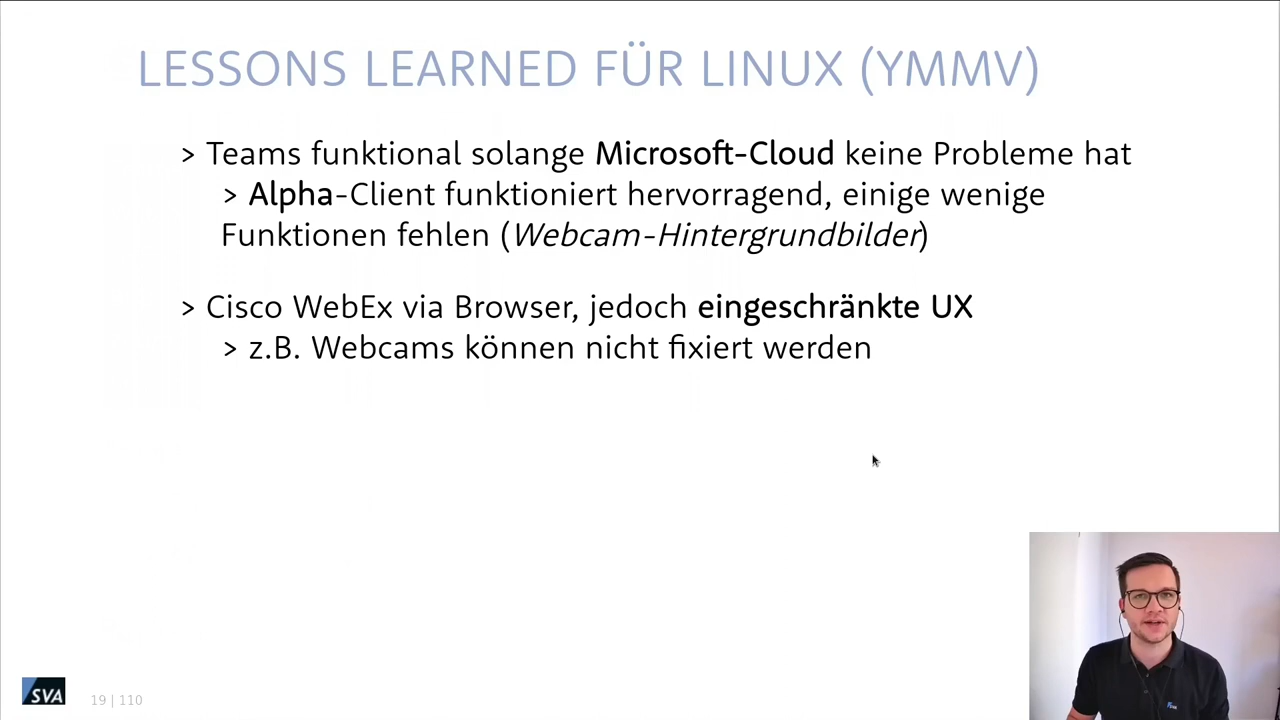 LESSONS LEARNED FÜR LINUX (YMMV)
> Teams funktional solange Microsoft-Cloud keine Probleme hat
> Alpha-Client funktioniert hervorragend, einige wenige
Funktionen fehlen (Webcam-Hintergrundbilder)
> Cisco WebEx via Browser, jedoch eingeschränkte UX
> z.B. Webcams können nicht fixiert werden
SVA
19 | 110